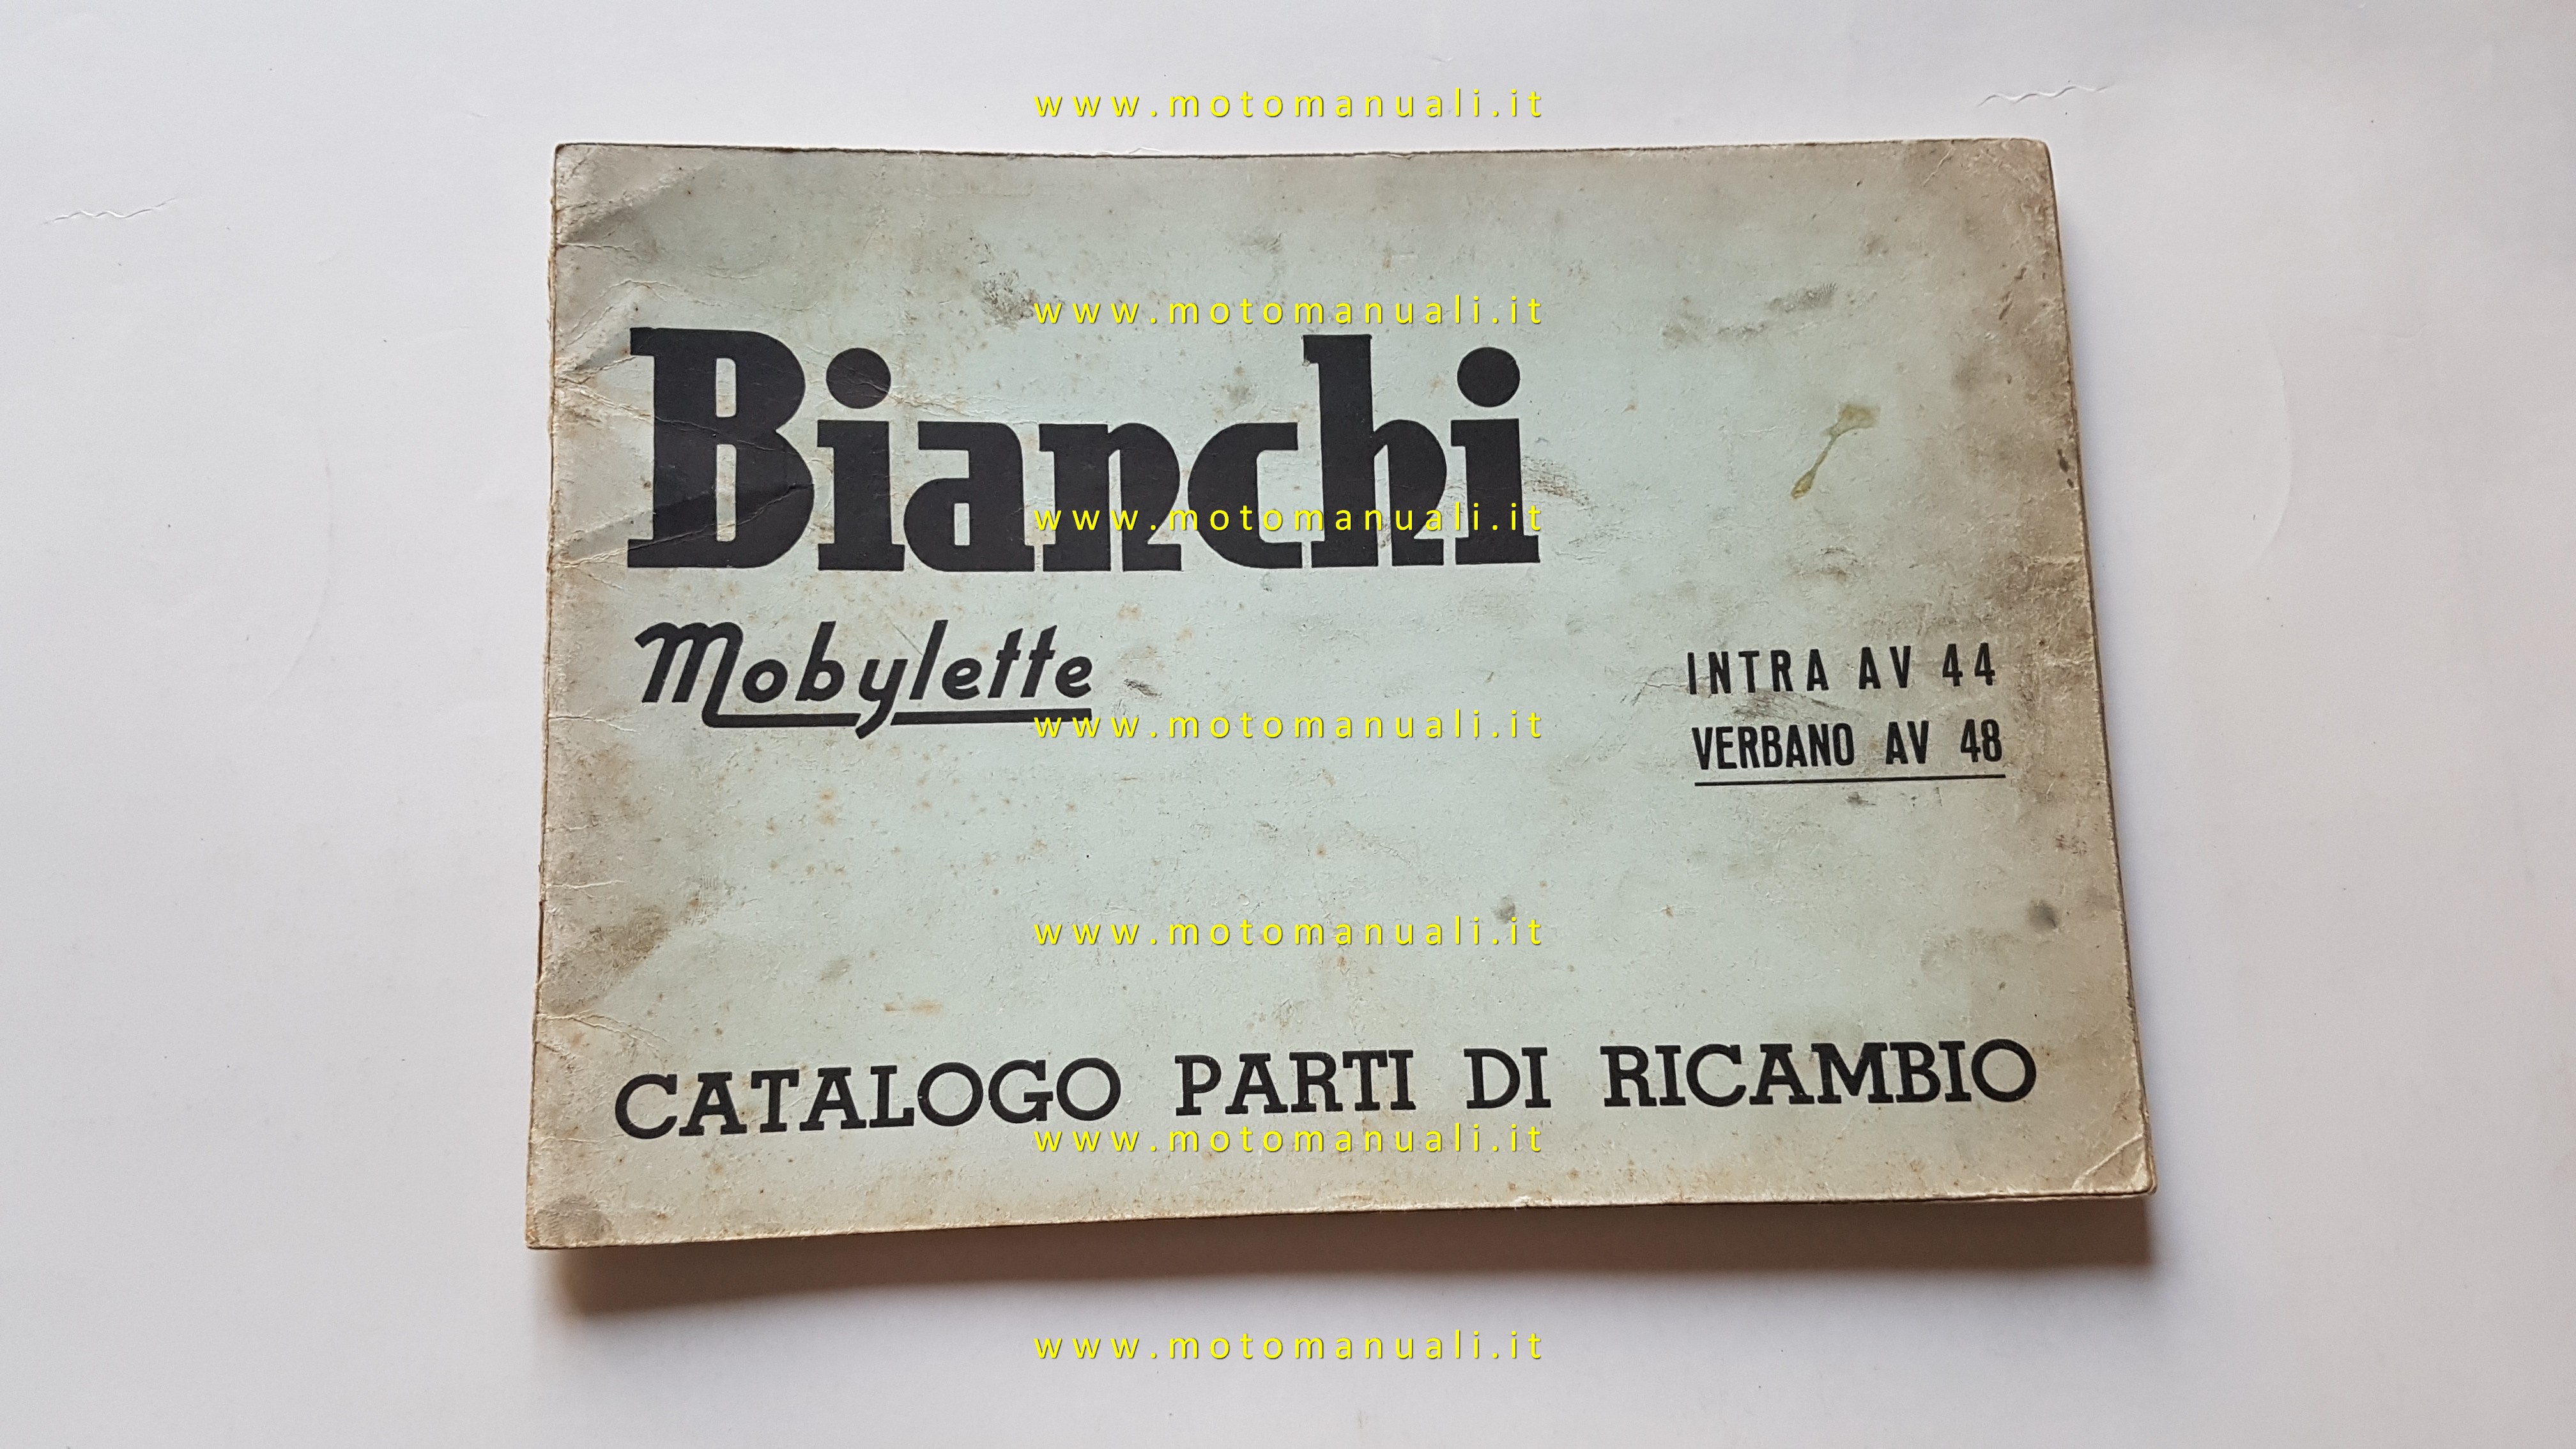 www.motomanuali.it
www.motomanuali.it
Bianchi
www.motomanuali.it
Mobylette
INTRA AV 44
www.motomanuali.it
VERBANO AV 48
www.motomanuali.it
CATALOGO PARTI DI RICAMBIO
www.motomanuali.it
www.motomanuali.it